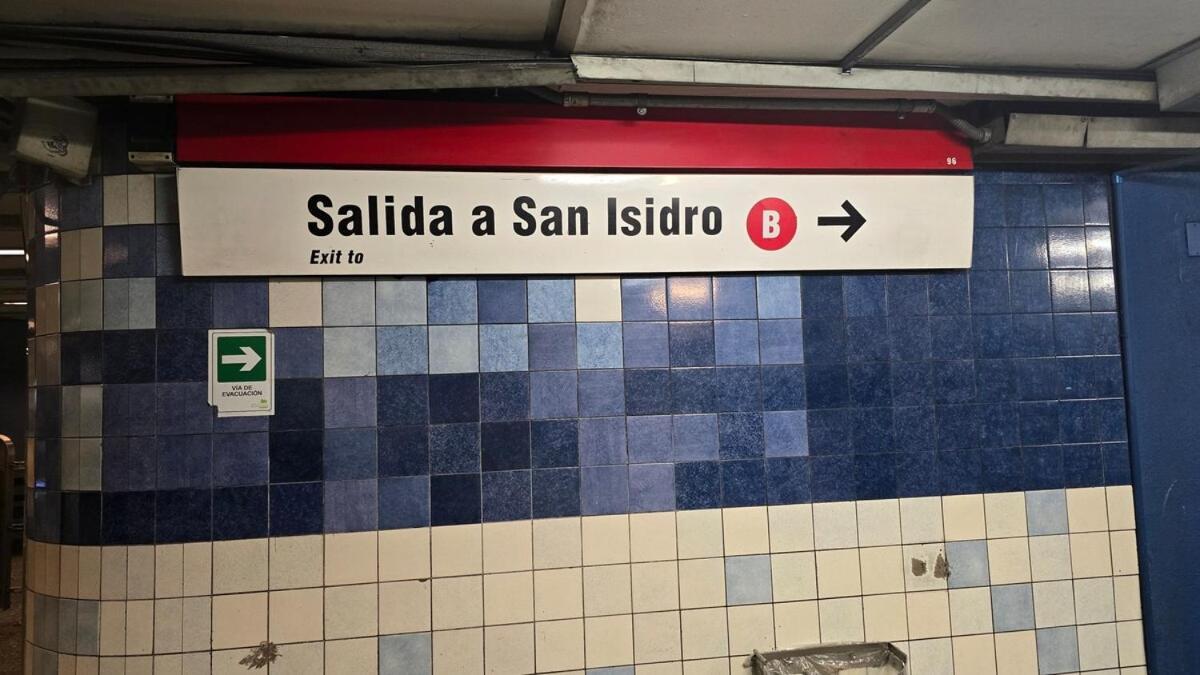 96
Salida a San Isidro B →
Exit to
VÍA DE
EVACUACIÓN